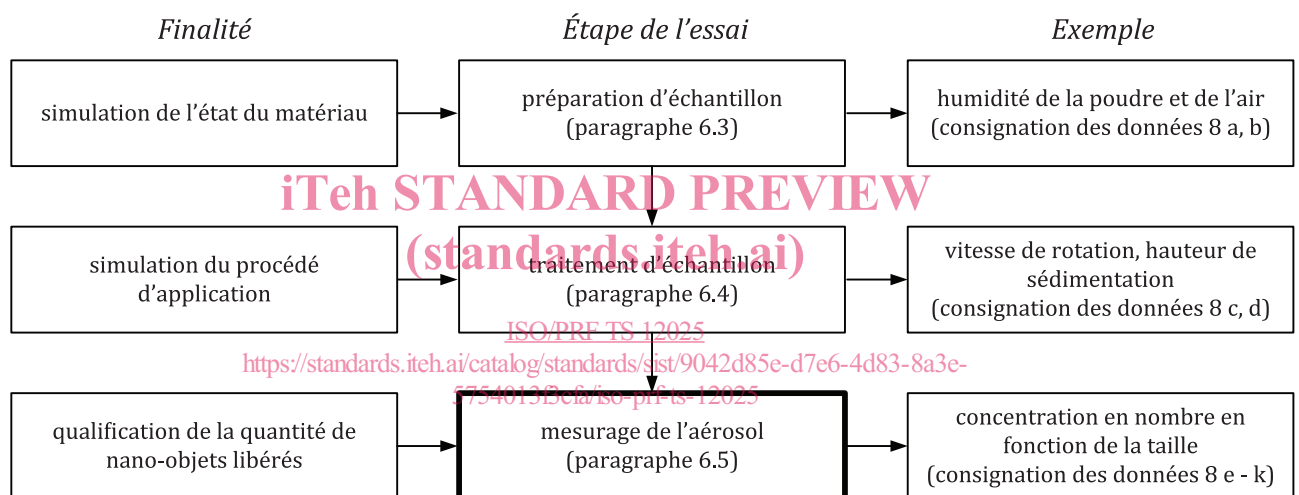 Finalité
Étape de l'essai
Exemple
simulation de l'état du matériau
préparation d'échantillon
(paragraphe 6.3)
humidité de la poudre et de l'air
(consignation des données 8 a, b)
iTeh STANDARD PREVIEW
(standards.iteh.ai)
simulation du procédé
d'application
traitement d'échantillon
(paragraphe 6.4)
vitesse de rotation, hauteur de
sédimentation
(consignation des données 8 c, d)
ISO/PRF TS 12025
https://standards.iteh.ai/catalog/standards/sist/9042d85e-d7e6-4d83-8a3e-
5754013f3cfa/iso-prf-ts-12025
qualification de la quantité de
nano-objets libérés
mesurage de l'aérosol
(paragraphe 6.5)
concentration en nombre en
fonction de la taille
(consignation des données 8 e - k)